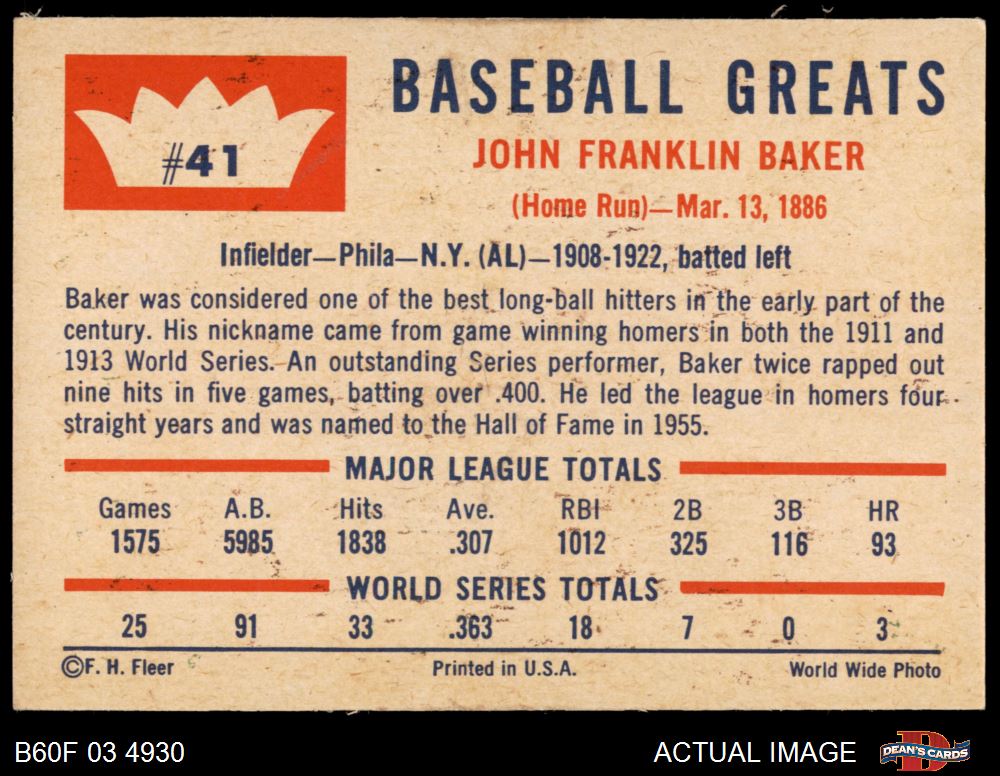 #41
BASEBALL GREATS
JOHN FRANKLIN BAKER
(Home Run)—Mar. 13, 1886
Infielder—Phila—N.Y. (AL)—1908-1922, batted left
Baker was considered one of the best long-ball hitters in the early part of the
century. His nickname came from game winning homers in both the 1911 and
1913 World Series. An outstanding Series performer, Baker twice rapped out
nine hits in five games, batting over .400. He led the league in homers four
straight years and was named to the Hall of Fame in 1955.
MAJOR LEAGUE TOTALS
Games A.B. Hits Ave. RBI 2B 3B HR
1575 5985 1838 .307 1012 325 116 93
WORLD SERIES TOTALS
25 91 33 .363 18 7 0 3
©F. H. Fleer Printed in U.S.A. World Wide Photo
B60F 03 4930 ACTUAL IMAGE D DEAN'S CARDS